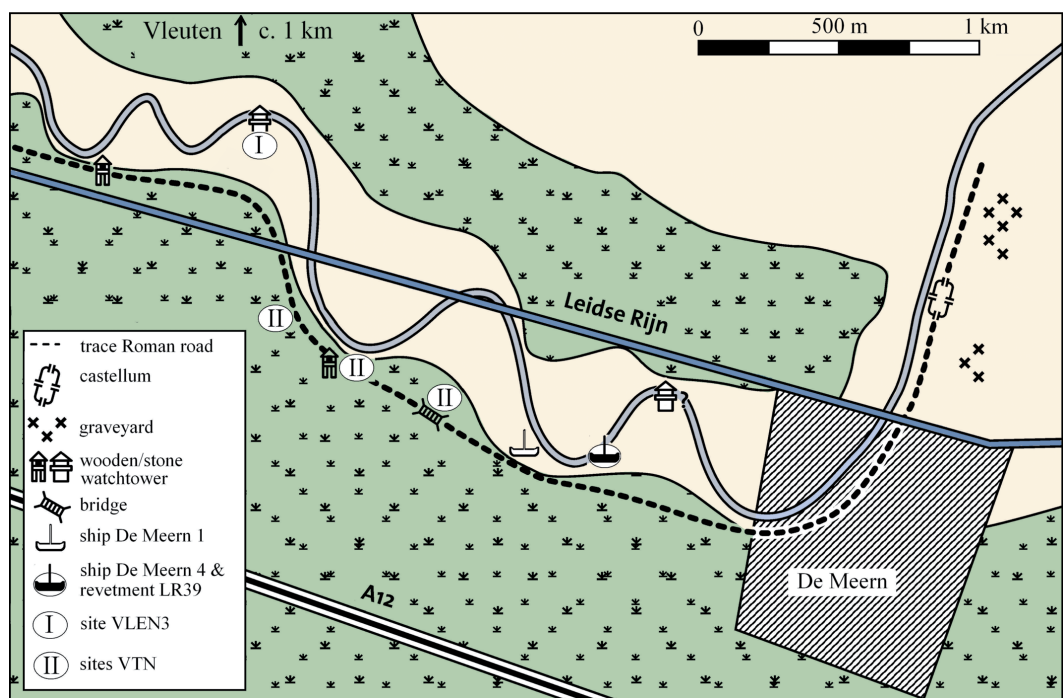 Vleuten c. 1 km
0 500 m 1 km
I
Leidse Rijn
II
II
II
?
trace Roman road
castellum
graveyard
wooden/stone
watchtower
bridge
ship De Meern 1
ship De Meern 4 &
revetment LR39
I site VLEN3
II sites VTN
A12
De Meern